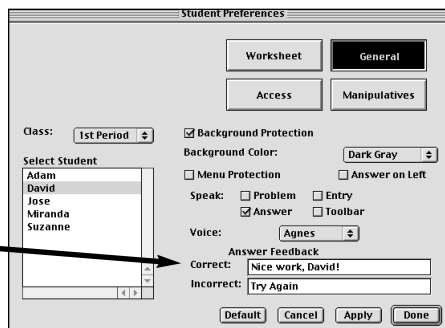 Student Preferences
Worksheet
General
Access
Manipulatives
Class: 1st Period
Select Student
Adam
David
Jose
Miranda
Suzanne
Background Protection
Background Color: Dark Gray
Menu Protection Answer on Left
Speak: Problem Entry
Answer Toolbar
Voice: Agnes
Answer Feedback
Correct: Nice work, David!
Incorrect: Try Again
Default Cancel Apply Done